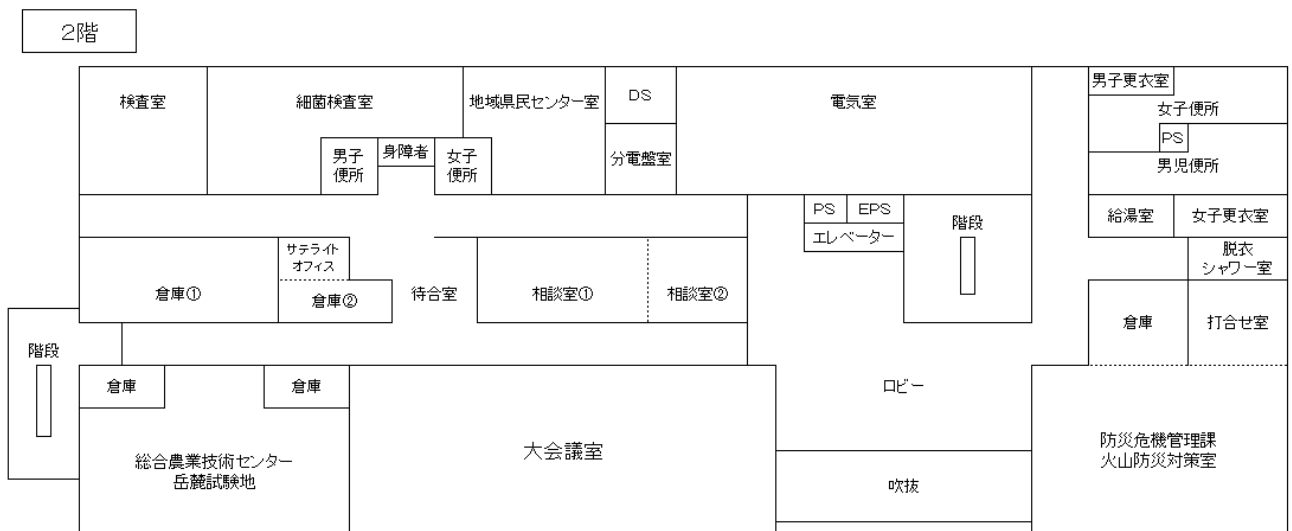 2階
検査室
細菌検査室
地域県民センター室
DS
電気室
男子更衣室
女子便所
男子
便所
身障者
女子
便所
分電盤室
PS
男児便所
PS
EPS
エレベーター
階段
給湯室
女子更衣室
サテライト
オフィス
脱衣
シャワー室
倉庫①
倉庫②
待合室
相談室①
相談室②
倉庫
打合せ室
階段
倉庫
倉庫
ロビー
総合農業技術センター
岳麓試験地
大会議室
防災危機管理課
火山防災対策室
吹抜